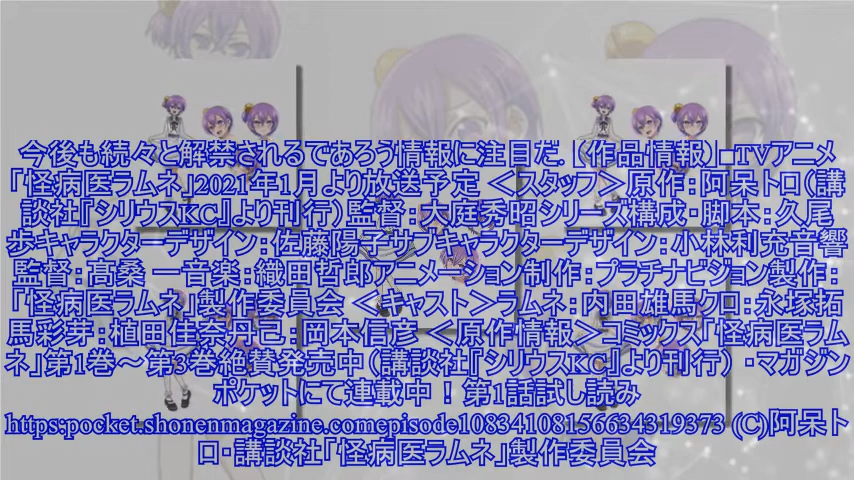 今後も続々と解禁されるであろう情報に注目だ.【〈作品情報〉】■TVアニメ
「怪病医ラムネ」2021年1月より放送予定 ＜スタッフ＞ 原作：阿呆トロ（講
談社『シリウスKC』より刊行）監督：大庭秀昭シリーズ構成・脚本：久尾
歩キャラクターデザイン：佐藤陽子サブキャラクターデザイン：小林利充音響
監督：髙桑 一音楽：織田哲郎アニメーション制作：プラチナビジョン製作：
「怪病医ラムネ」製作委員会 ＜キャスト＞ラムネ：内田雄馬クロ：永塚拓
馬彩芽：植田佳奈丹己：岡本信彦 ＜原作情報＞コミックス「怪病医ラム
ネ」第1巻～第3巻絶賛発売中（講談社『シリウスKC』より刊行） ・マガジン
ポケットにて連載中！ 第1話試し読み
https:pocket.shonenmagazine.comepisode10834108156634319373 (C)阿呆ト
ロ・講談社「怪病医ラムネ」製作委員会